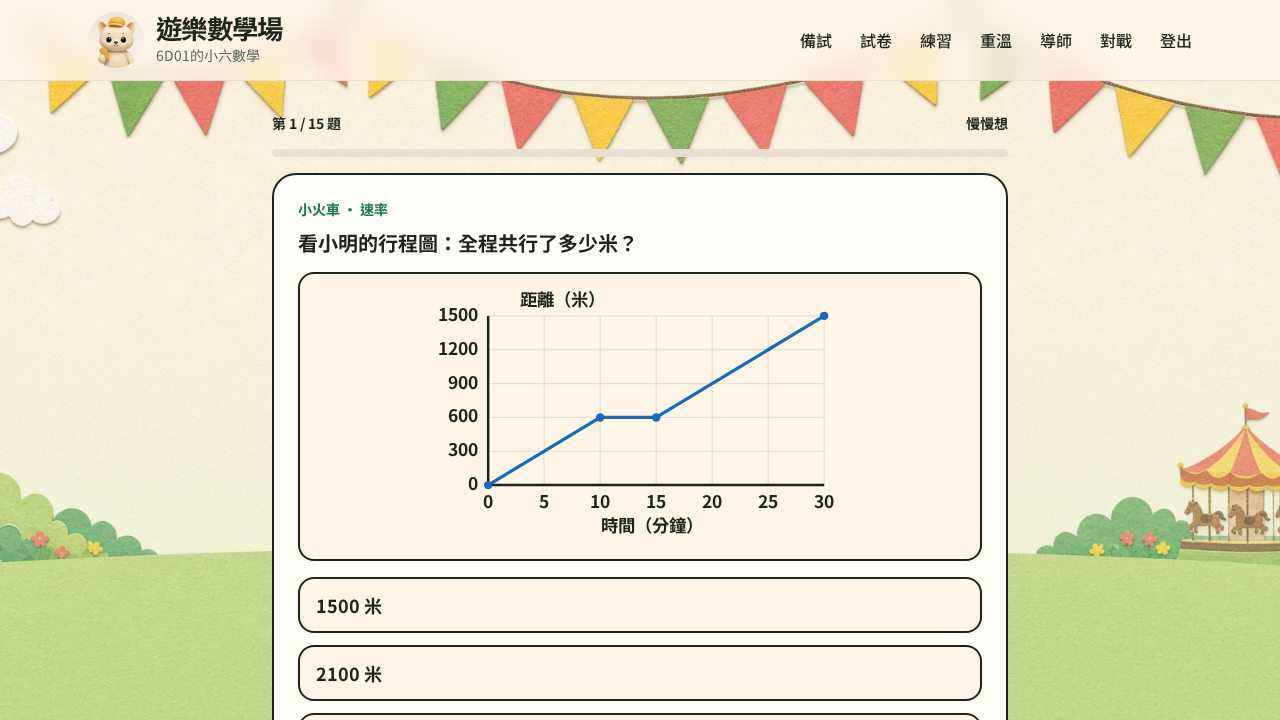 遊樂數學場
6D01的小六數學
備試 試卷 練習 重溫 導師 對戰 登出
第 1 / 15 題
慢慢想
小火車 · 速率
看小明的行程圖：全程共行了多少米？
距離（米）
1500
1200
900
600
300
0
0 5 10 15 20 25 30
時間（分鐘）
1500 米
2100 米